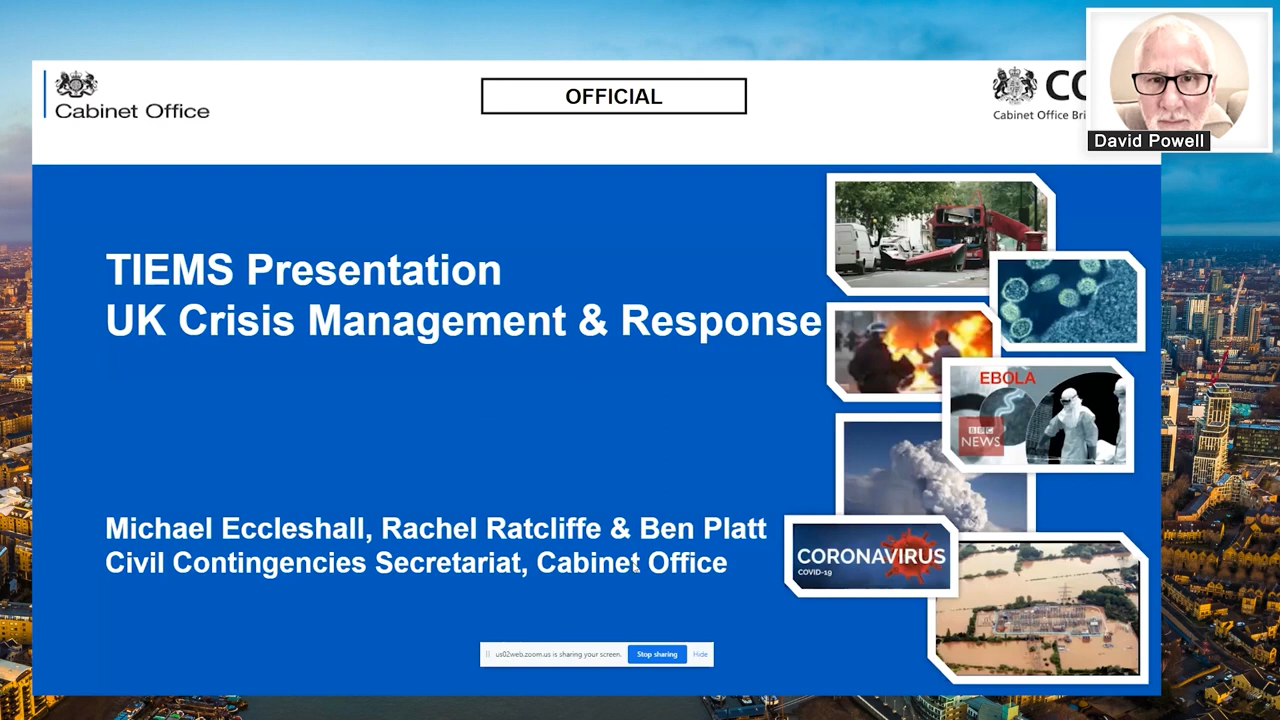 Cabinet Office
OFFICIAL
CO
Cabinet Office Bri
David Powell
TIEMS Presentation
UK Crisis Management & Response
EBOLA
BBC
NEWS
Michael Eccleshall, Rachel Ratcliffe & Ben Platt
Civil Contingencies Secretariat, Cabinet Office
CORONAVIRUS
COVID-19
us02web.zoom.us is sharing your screen. Stop sharing Hide